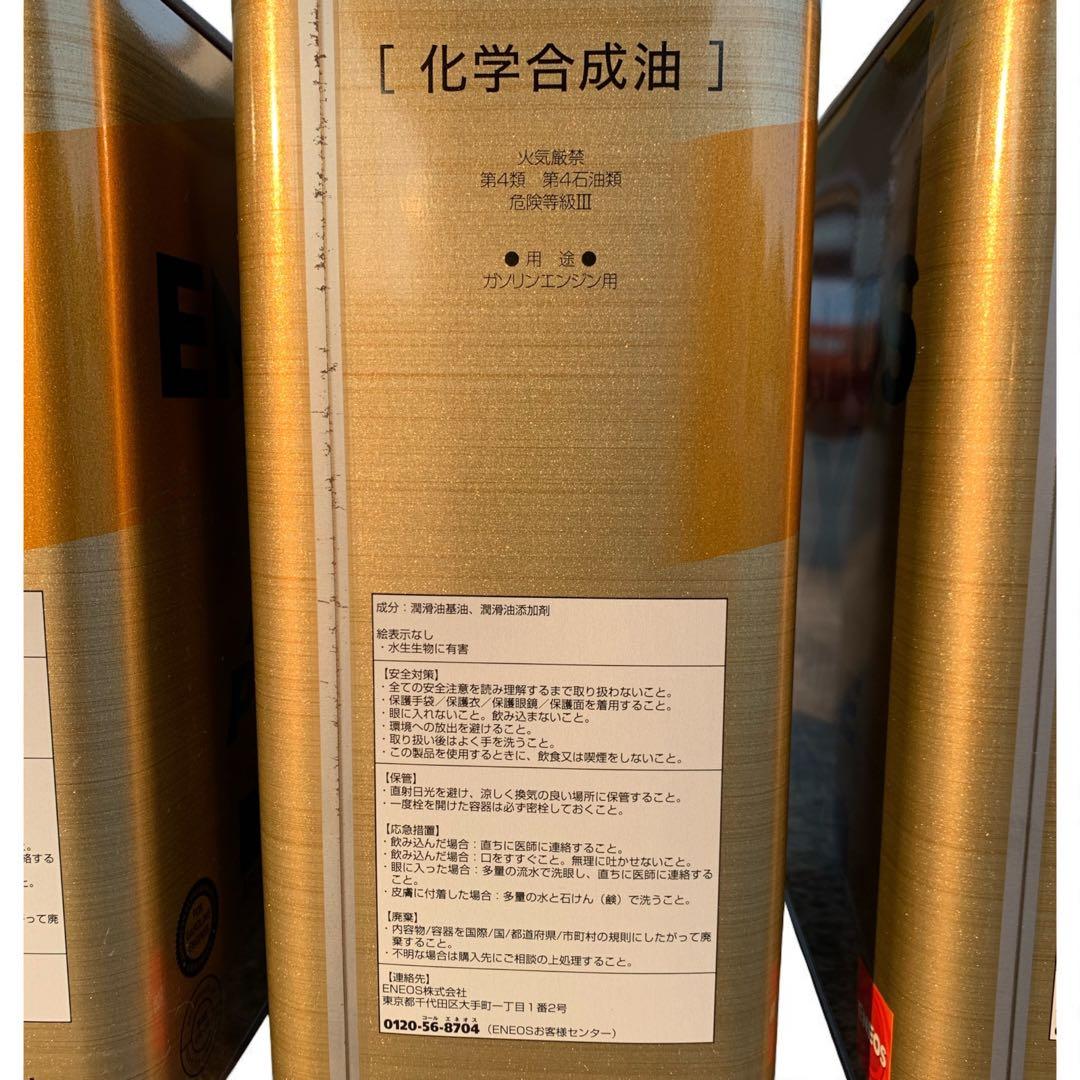 [ 化学合成油 ]
火気厳禁
第4類 第4石油類
危険等級Ⅲ
●用 途●
ガソリンエンジン用
成分：潤滑油基油、潤滑油添加剤
絵表示なし
・水生生物に有害
【安全対策】
・全ての安全注意を読み理解するまで取り扱わないこと。
・保護手袋／保護衣／保護眼鏡／保護面を着用すること。
・眼に入れないこと。飲み込まないこと。
・環境への放出を避けること。
・取り扱い後はよく手を洗うこと。
・この製品を使用するときに、飲食又は喫煙をしないこと。
【保管】
・直射日光を避け、涼しく換気の良い場所に保管すること。
・一度栓を開けた容器は必ず密栓しておくこと。
【応急措置】
・飲み込んだ場合：直ちに医師に連絡すること。
・飲み込んだ場合：口をすすぐこと。無理に吐かせないこと。
・眼に入った場合：多量の流水で洗眼し、直ちに医師に連絡する
こと。
・皮膚に付着した場合：多量の水と石けん（鹸）で洗うこと。
【廃棄】
・内容物/容器を国際/国/都道府県/市町村の規則にしたがって廃
棄すること。
・不明な場合は購入先にご相談の上処理すること。
【連絡先】
ENEOS株式会社
東京都千代田区大手町一丁目1番2号
コール エネオス
0120-56-8704 （ENEOSお客様センター）
EN
S
絡する
って廃
ENEOS